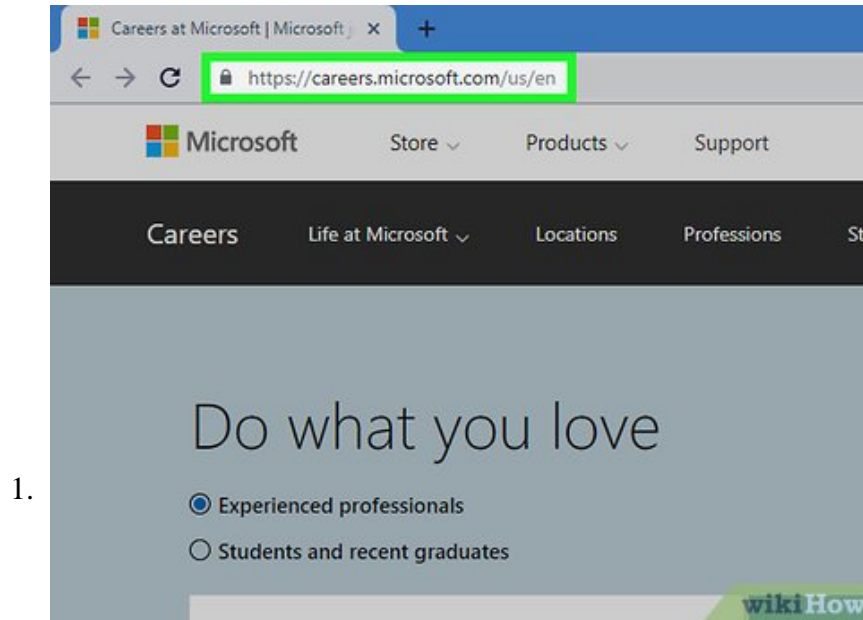 Careers at Microsoft | Microsoft j
https://careers.microsoft.com/us/en
Microsoft Store Products Support
Careers Life at Microsoft Locations Professions St
Do what you love
1.
Experienced professionals
Students and recent graduates
wikiHow